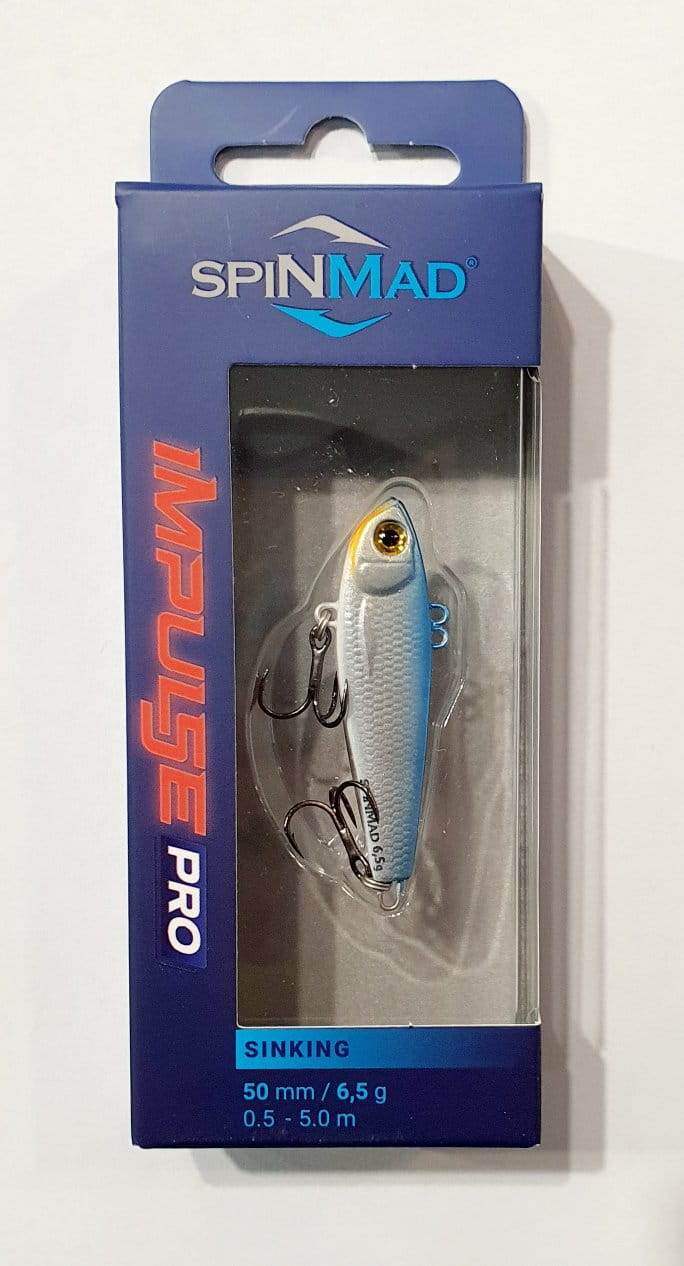 SPINMAD®
IMPULSE
PRO
SPINMAD 6,5g
SINKING
50 mm / 6,5 g
0.5 - 5.0 m